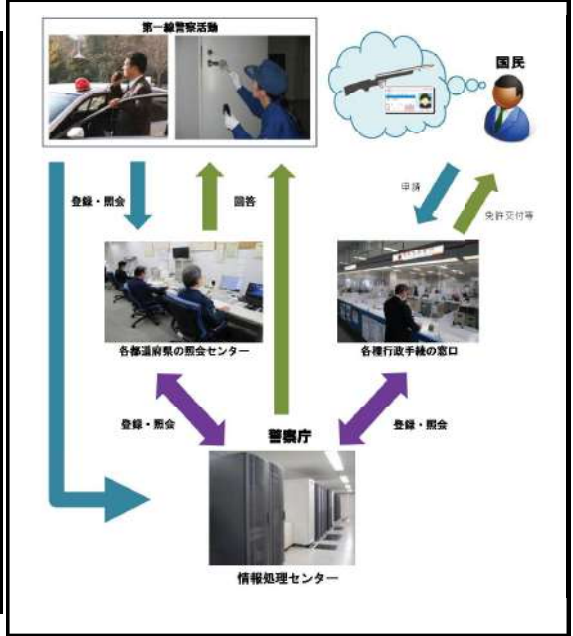 第一線警察活動
国民
登録・照会
回答
申請
免許交付等
各都道府県の照会センター
各種行政手続の窓口
登録・照会
登録・照会
警察庁
情報処理センター